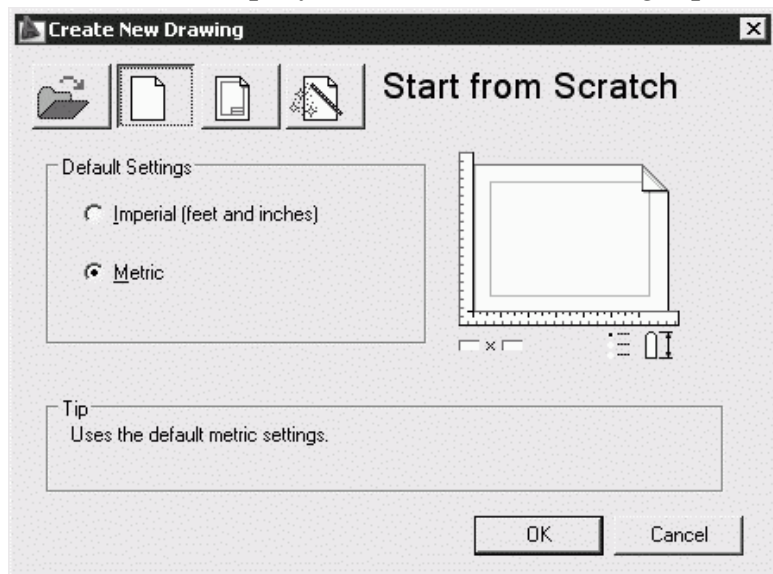 Create New Drawing
Start from Scratch
Default Settings
Imperial (feet and inches)
Metric
Tip
Uses the default metric settings.
OK
Cancel